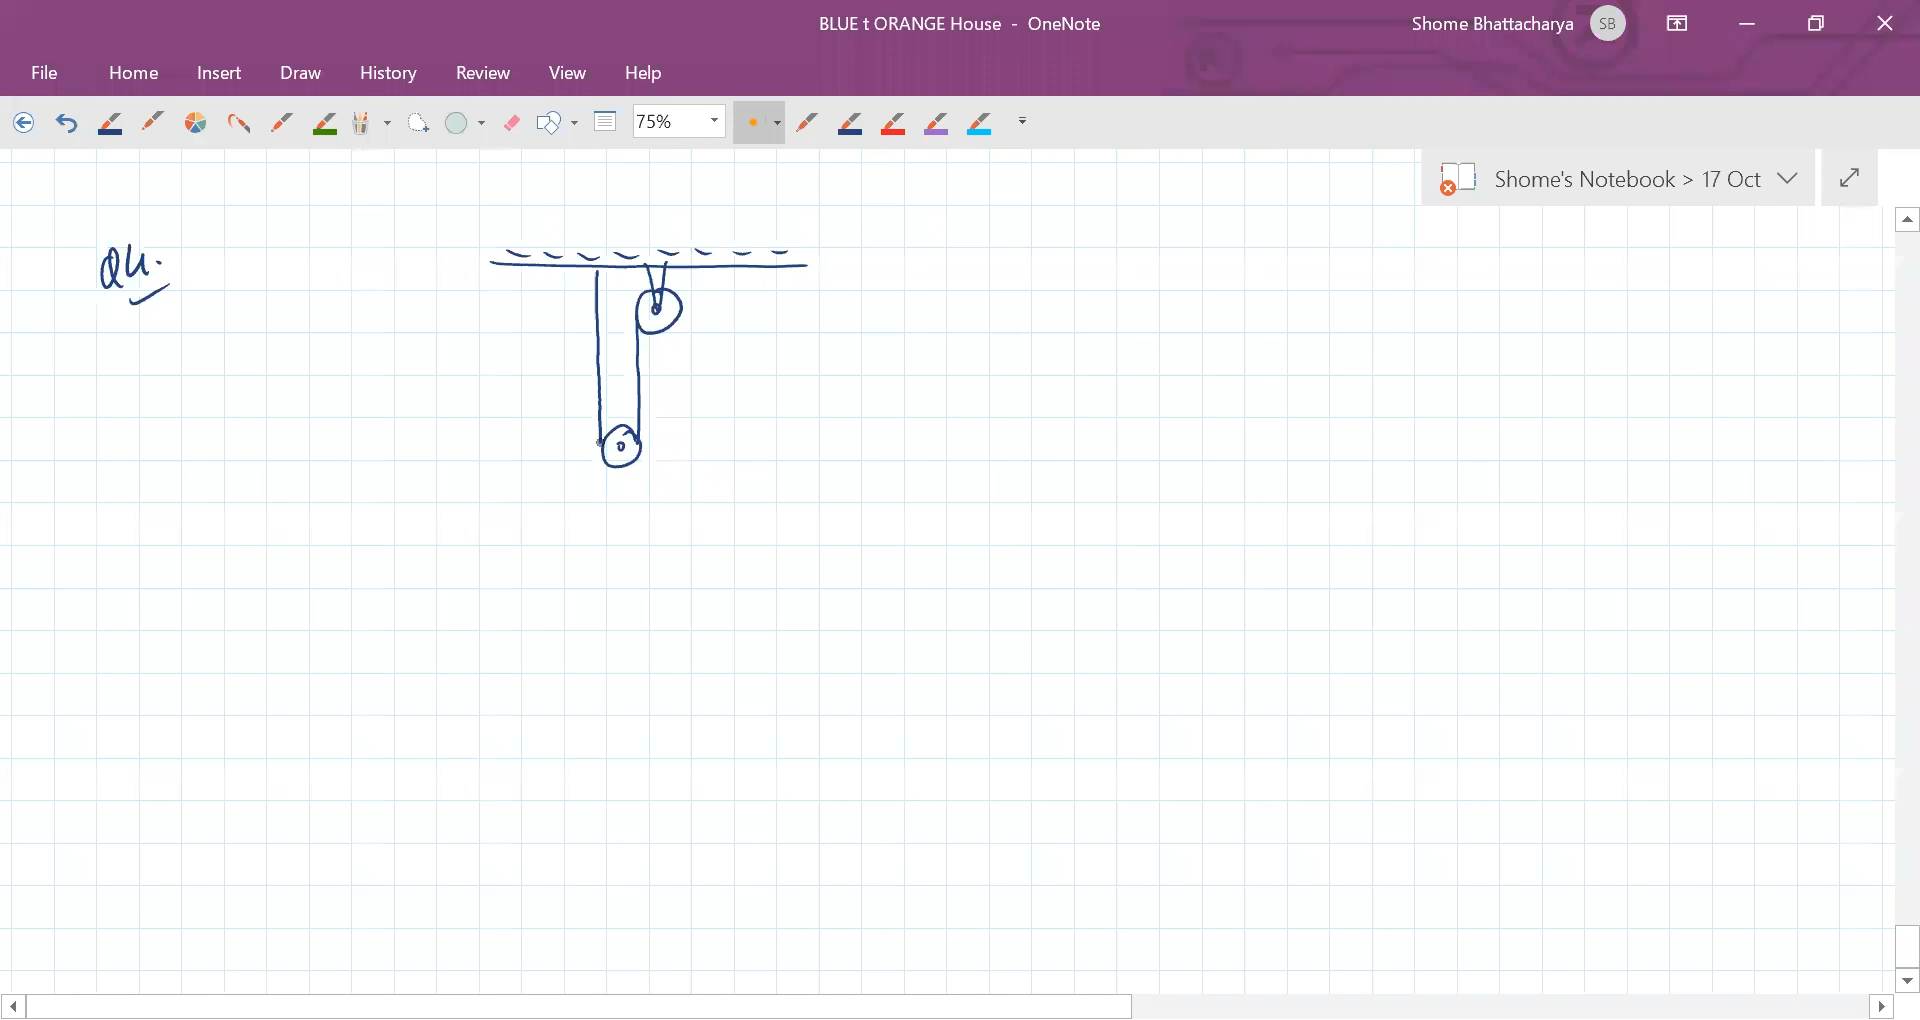 BLUE t ORANGE House - OneNote
Shome Bhattacharya SB
File Home Insert Draw History Review View Help
75%
Shome's Notebook > 17 Oct
Q4.